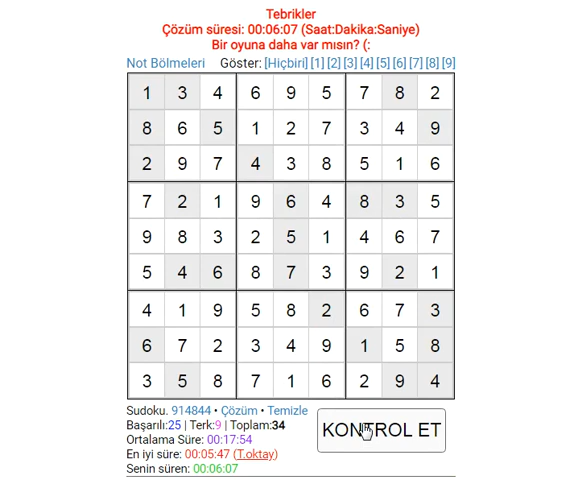 Tebrikler
Çözüm süresi: 00:06:07 (Saat:Dakika:Saniye)
Bir oyuna daha var mısın? (:
Not Bölmeleri Göster: [Hiçbiri] [1] [2] [3] [4] [5] [6] [7] [8] [9]
1 3 4 6 9 5 7 8 2
8 6 5 1 2 7 3 4 9
2 9 7 4 3 8 5 1 6
7 2 1 9 6 4 8 3 5
9 8 3 2 5 1 4 6 7
5 4 6 8 7 3 9 2 1
4 1 9 5 8 2 6 7 3
6 7 2 3 4 9 1 5 8
3 5 8 7 1 6 2 9 4
Sudoku. 914844 • Çözüm • Temizle
Başarılı:25 | Terk:9 | Toplam:34
Ortalama Süre: 00:17:54
En iyi süre: 00:05:47 (T.oktay)
Senin süren: 00:06:07
KONTROL ET